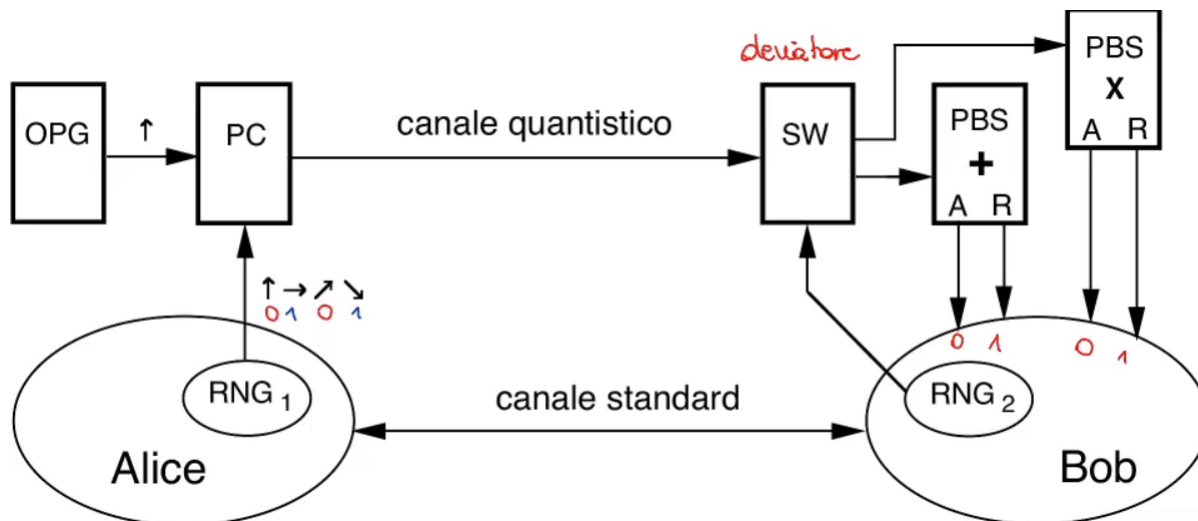 deviatore
PBS
X
A R
OPG
↑
PC
canale quantistico
SW
PBS
+
A R
↑ → ↗ ↘
0 1 0 1
0 1
0 1
RNG 1
canale standard
RNG 2
Alice
Bob